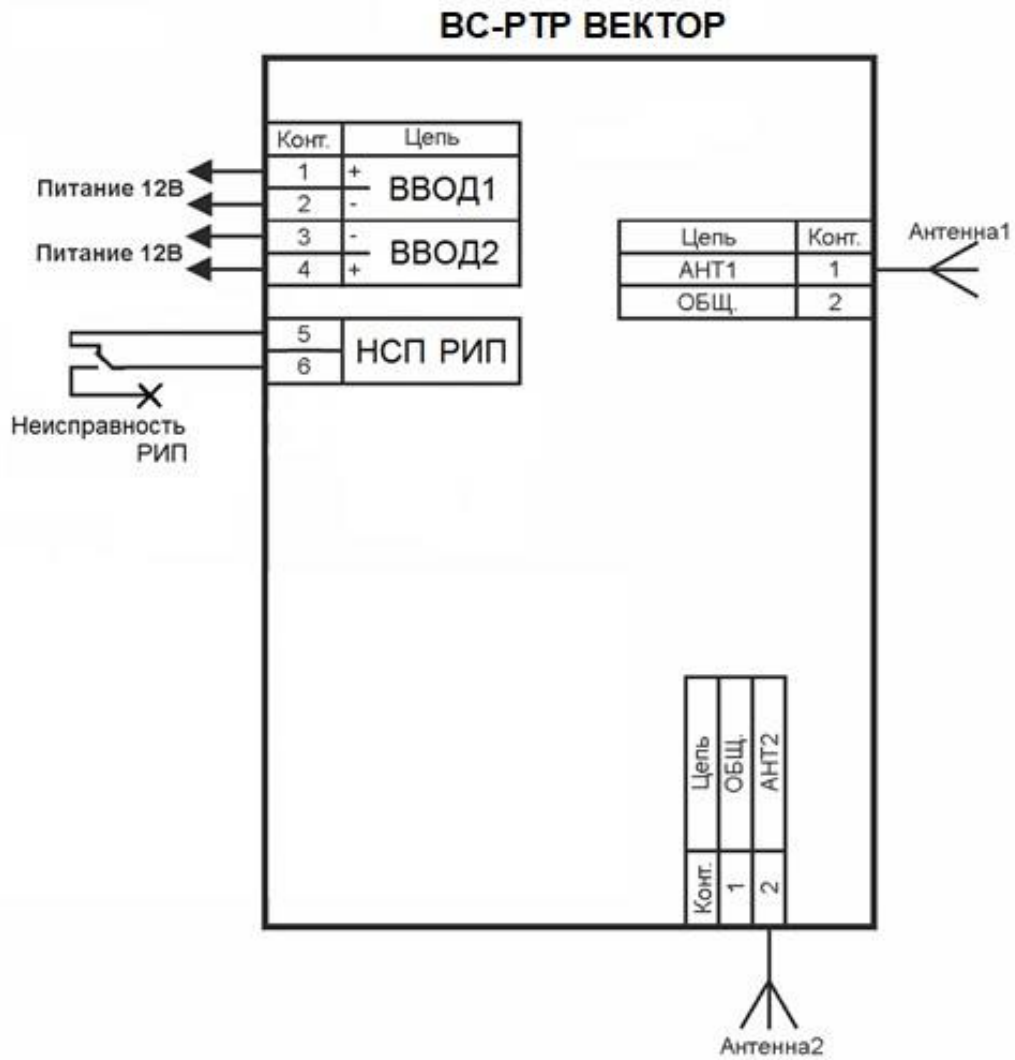 ВС-РТР ВЕКТОР
Конт. Цепь
Питание 12В
1 + ВВОД1
2 -
Питание 12В
3 - ВВОД2
4 +
5 НСП РИП
6
Неисправность
РИП
Цепь Конт.
АНТ1 1
ОБЩ. 2
Антенна1
Цепь
ОБЩ.
АНТ2
Конт.
1
2
Антенна2